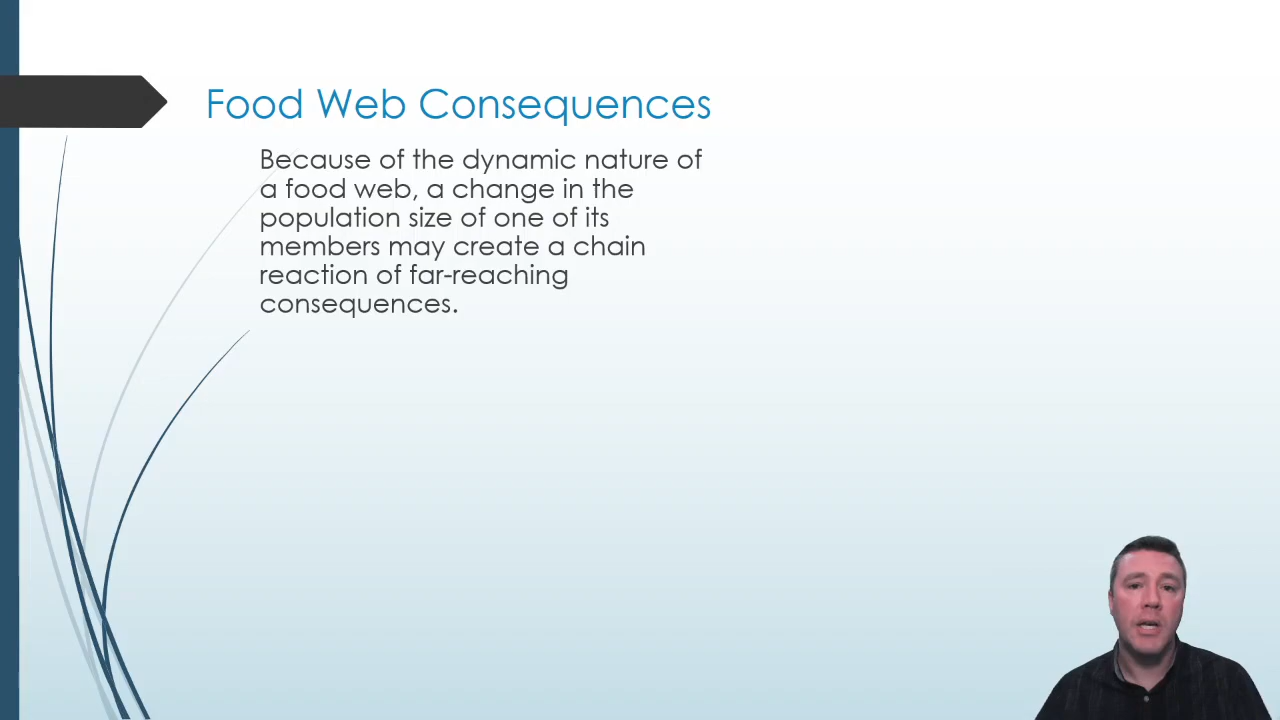 Food Web Consequences
Because of the dynamic nature of
a food web, a change in the
population size of one of its
members may create a chain
reaction of far-reaching
consequences.